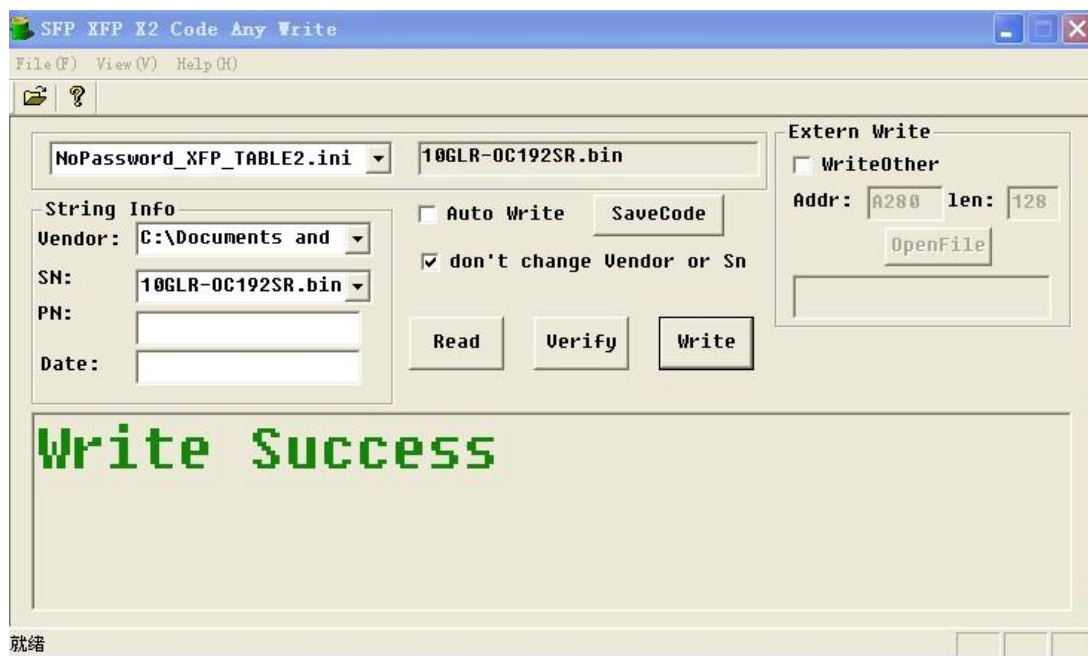 SFP XFP X2 Code Any Write
File(F) View(V) Help(H)
NoPassword_XFP_TABLE2.ini
10GLR-OC192SR.bin
Extern Write
WriteOther
Addr: A280 len: 128
OpenFile
String Info
Vendor: C:\Documents and
SN: 10GLR-OC192SR.bin
PN:
Date:
Auto Write
SaveCode
don't change Vendor or Sn
Read
Verify
Write
Write Success
就绪